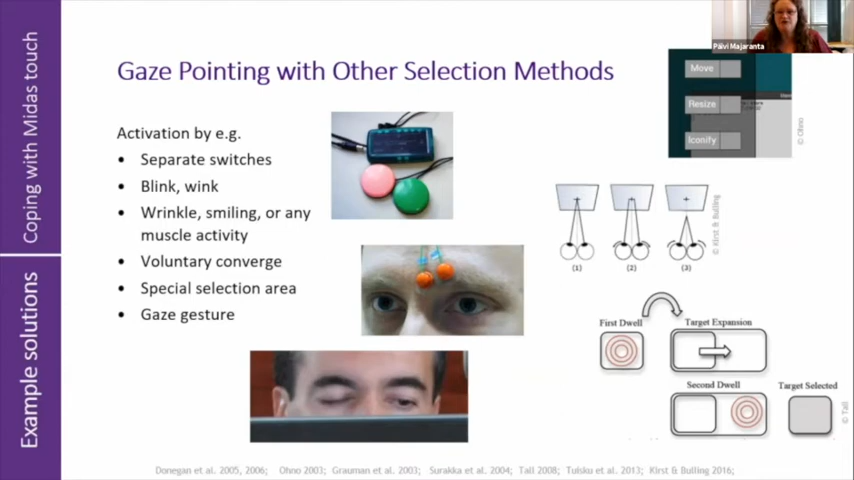 Coping with Midas touch
Example solutions
Gaze Pointing with Other Selection Methods
Activation by e.g.
• Separate switches
• Blink, wink
• Wrinkle, smiling, or any
muscle activity
• Voluntary converge
• Special selection area
• Gaze gesture
Päivi Majaranta
Move
Resize
Iconify
© Ohno
(1)
(2)
(3)
© Kirst & Bulling
First Dwell
Target Expansion
Second Dwell
Target Selected
© Tall
Donegan et al. 2005, 2006; Ohno 2003; Grauman et al. 2003; Surakka et al. 2004; Tall 2008; Tuisku et al. 2013; Kirst & Bulling 2016;